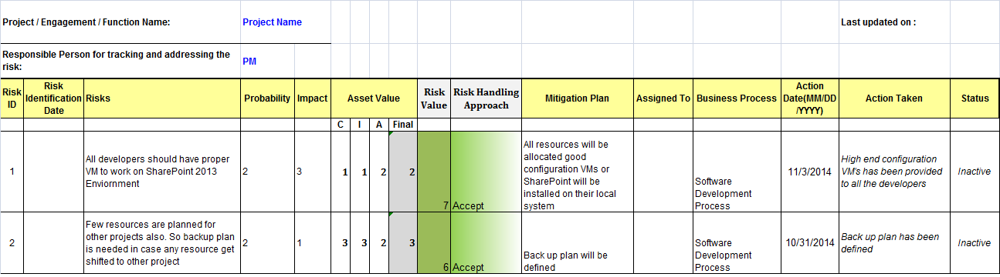 Project / Engagement / Function Name:
Project Name
Last updated on :
Responsible Person for tracking and addressing the
risk:
PM
Risk
ID
Risk
Identification
Date
Risks
Probability
Impact
Asset Value
Risk
Value
Risk Handling
Approach
Mitigation Plan
Assigned To
Business Process
Action
Date(MM/DD
/YYYY)
Action Taken
Status
C
I
A
Final
1
All developers should have proper
VM to work on SharePoint 2013
Enviornment
2
3
1
1
2
2
7
Accept
All resources will be
allocated good
configuration VMs or
SharePoint will be
installed on their local
system
Software
Development
Process
11/3/2014
High end configuration
VM's has been provided
to all the developers
Inactive
2
Few resources are planned for
other projects also. So backup plan
is needed in case any resource get
shifted to other project
2
1
3
3
2
3
6
Accept
Back up plan will be
defined
Software
Development
Process
10/31/2014
Back up plan has been
defined
Inactive